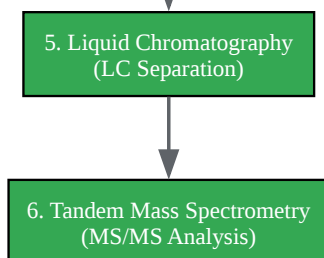 5. Liquid Chromatography
(LC Separation)
6. Tandem Mass Spectrometry
(MS/MS Analysis)